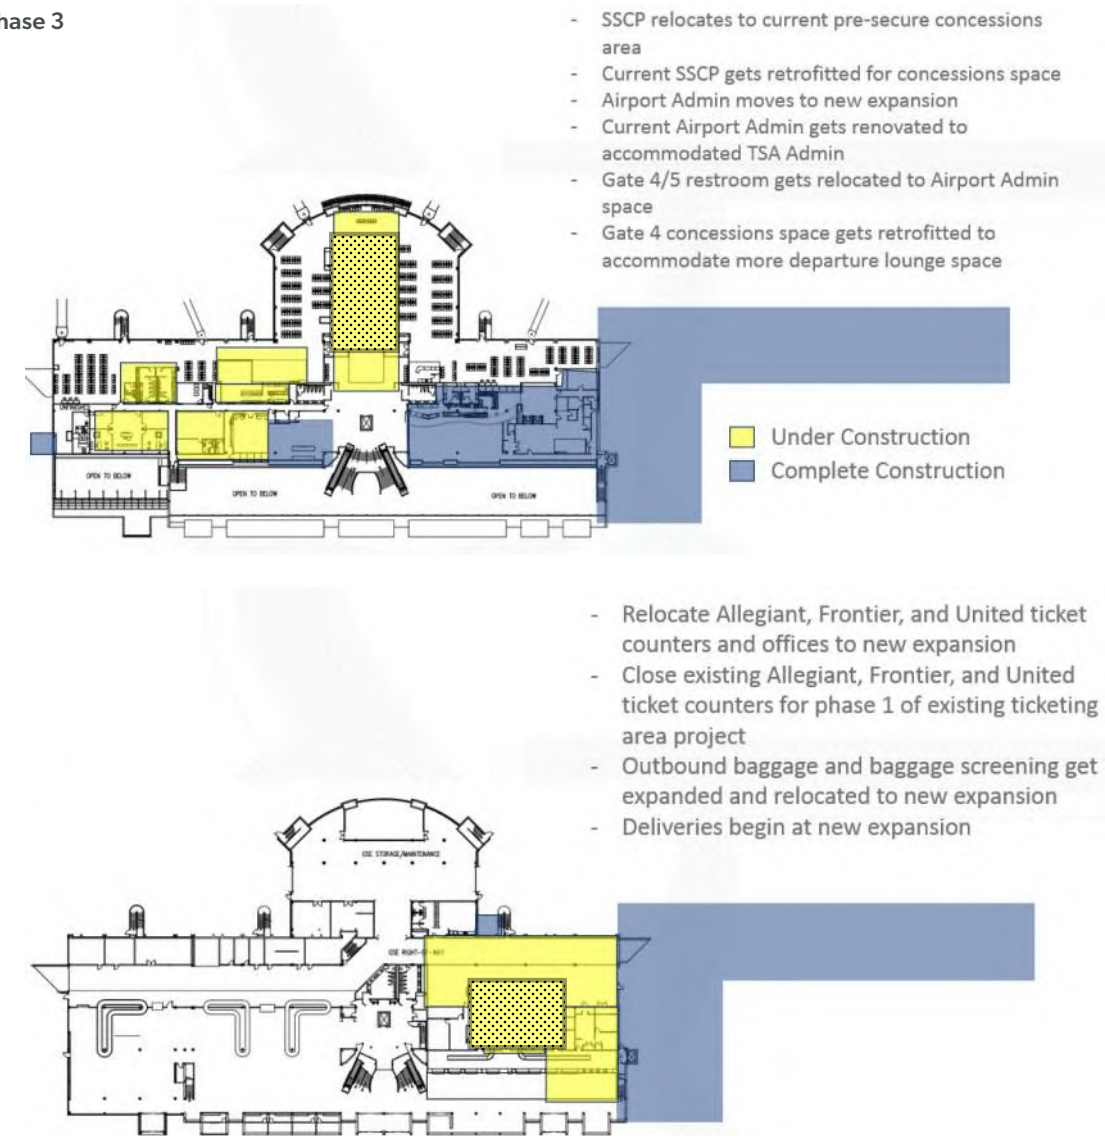 hase 3
- SSCP relocates to current pre-secure concessions
area
- Current SSCP gets retrofitted for concessions space
- Airport Admin moves to new expansion
- Current Airport Admin gets renovated to
accommodated TSA Admin
- Gate 4/5 restroom gets relocated to Airport Admin
space
- Gate 4 concessions space gets retrofitted to
accommodate more departure lounge space
UNFINISHED
OPEN TO BELOW
OPEN TO BELOW
OPEN TO BELOW
Under Construction
Complete Construction
- Relocate Allegiant, Frontier, and United ticket
counters and offices to new expansion
- Close existing Allegiant, Frontier, and United
ticket counters for phase 1 of existing ticketing
area project
- Outbound baggage and baggage screening get
expanded and relocated to new expansion
- Deliveries begin at new expansion
GSE STORAGE/MAINTENANCE
GSE RIGHT-OF-WAY